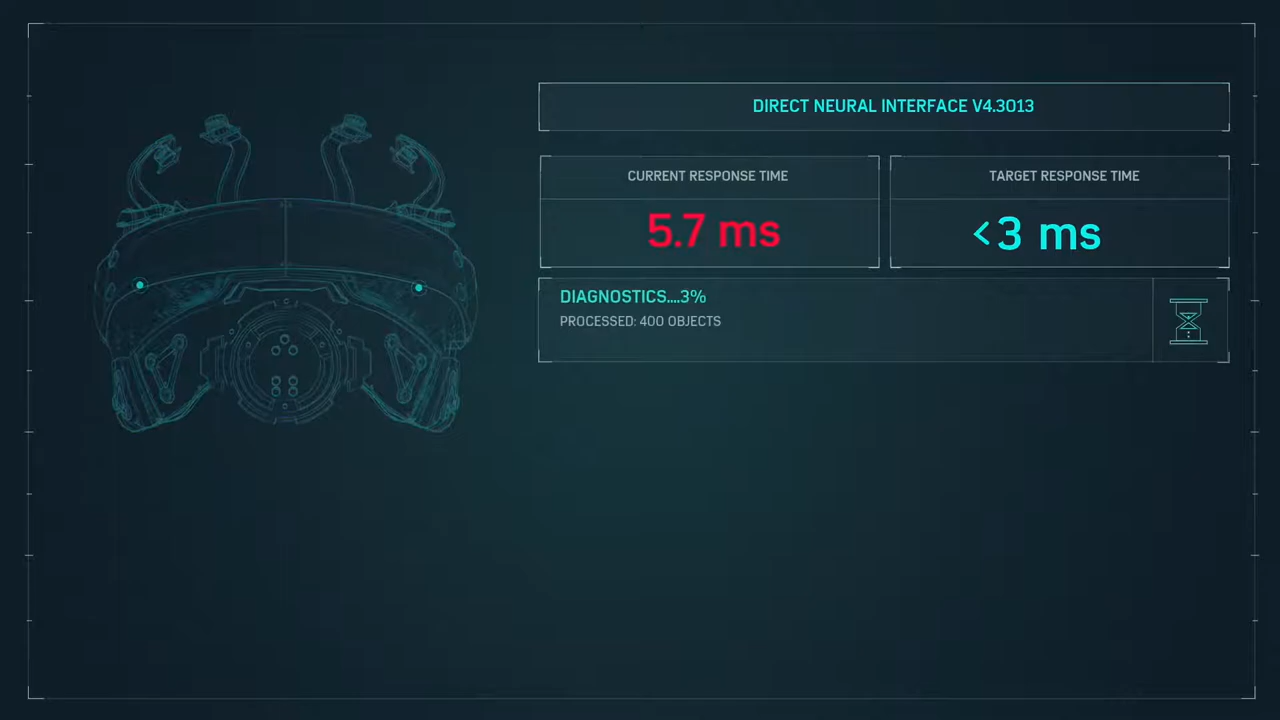 DIRECT NEURAL INTERFACE V4.3013
CURRENT RESPONSE TIME
TARGET RESPONSE TIME
5.7 ms
<3 ms
DIAGNOSTICS....3%
PROCESSED: 400 OBJECTS